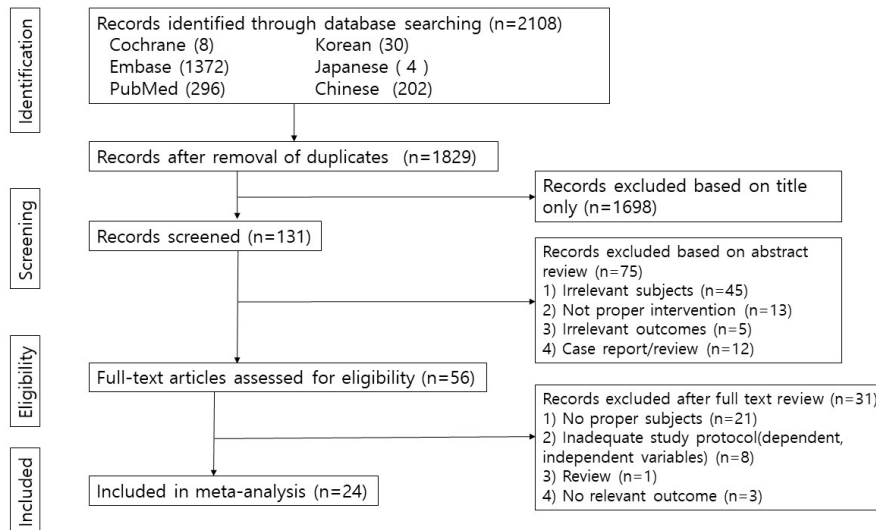 Identification
Records identified through database searching (n=2108)
Cochrane (8) Korean (30)
Embase (1372) Japanese ( 4 )
PubMed (296) Chinese (202)
Records after removal of duplicates (n=1829)
Records excluded based on title
only (n=1698)
Screening
Records screened (n=131)
Records excluded based on abstract
review (n=75)
1) Irrelevant subjects (n=45)
2) Not proper intervention (n=13)
3) Irrelevant outcomes (n=5)
4) Case report/review (n=12)
Eligibility
Full-text articles assessed for eligibility (n=56)
Records excluded after full text review (n=31)
1) No proper subjects (n=21)
2) Inadequate study protocol(dependent,
independent variables) (n=8)
3) Review (n=1)
4) No relevant outcome (n=3)
Included
Included in meta-analysis (n=24)